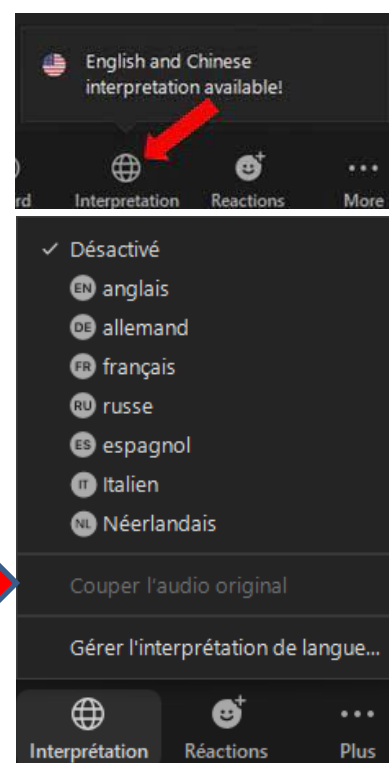 English and Chinese
interpretation available!
rd Interpretation Reactions More
✓ Désactivé
EN anglais
DE allemand
FR français
RU russe
ES espagnol
IT Italien
NL Néerlandais
Couper l'audio original
Gérer l'interprétation de langue...
Interprétation Réactions Plus